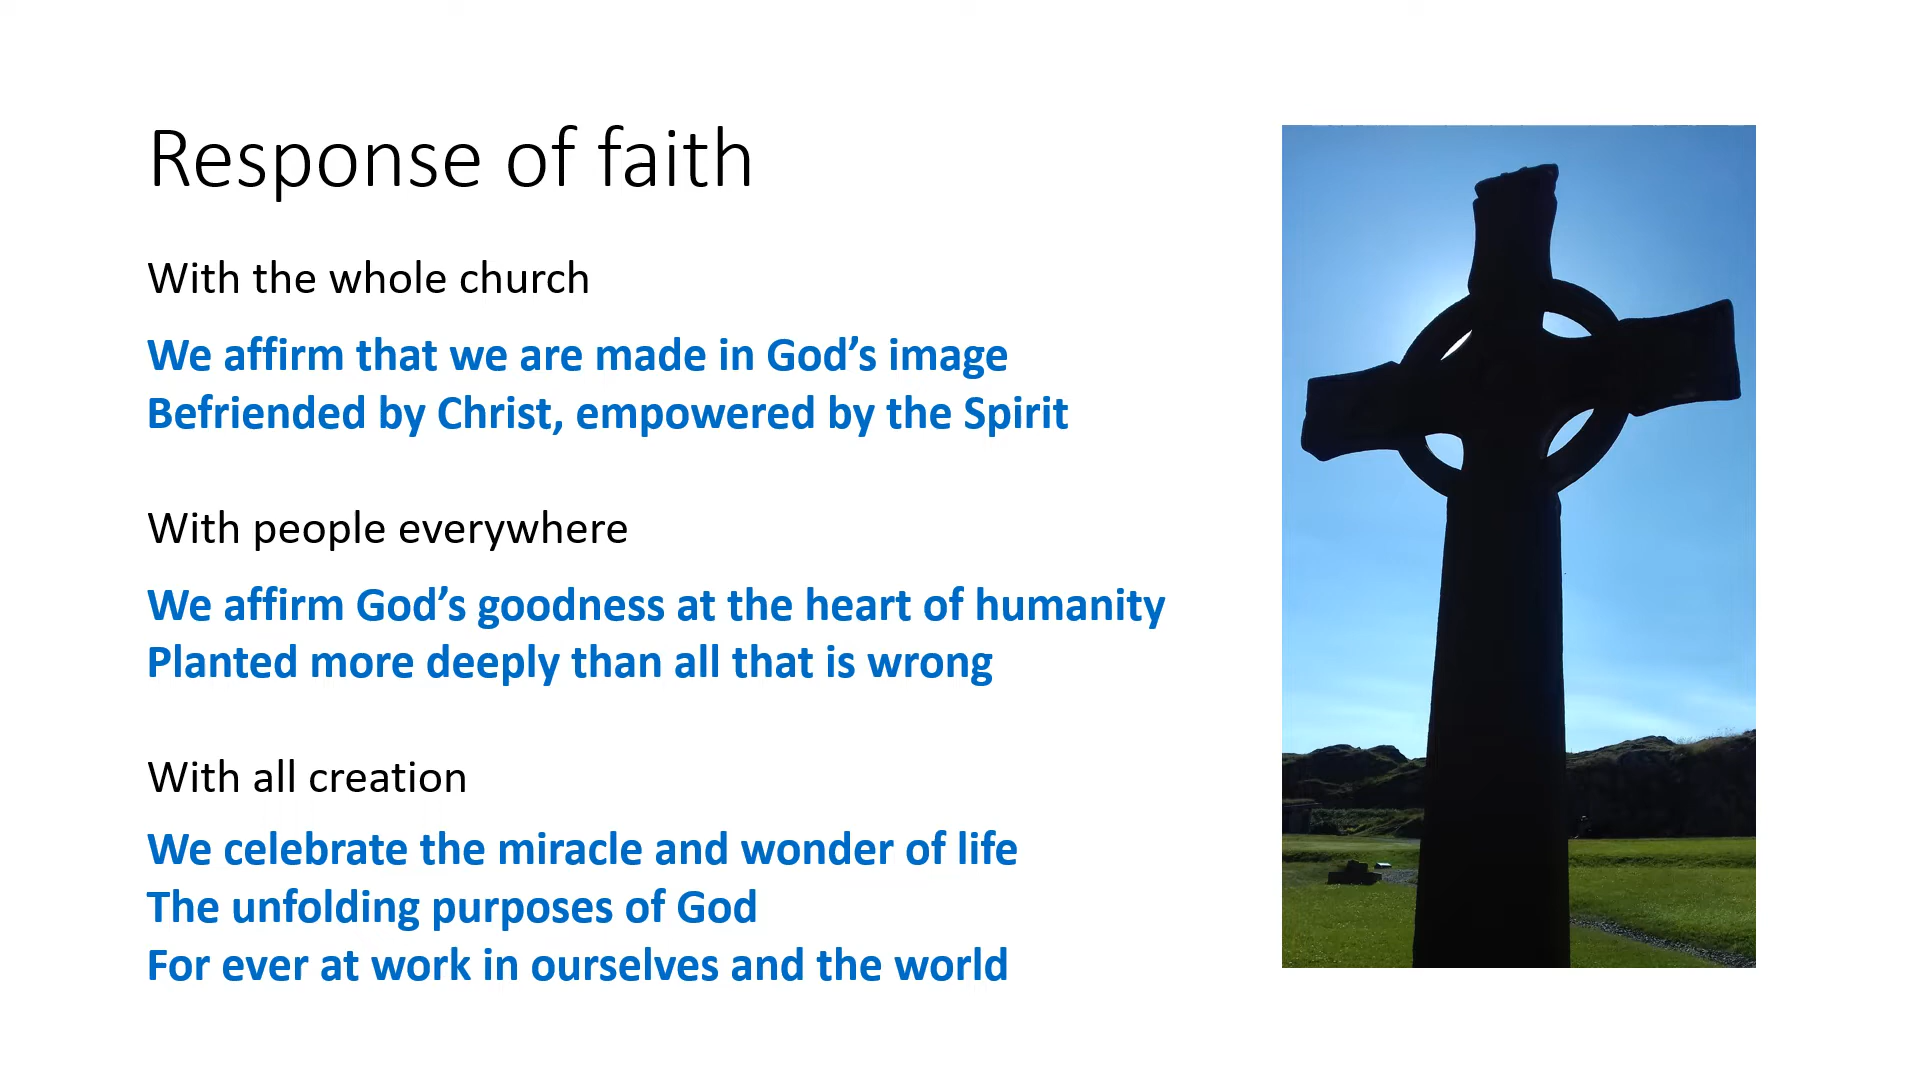 Response of faith
With the whole church
We affirm that we are made in God’s image
Befriended by Christ, empowered by the Spirit
With people everywhere
We affirm God’s goodness at the heart of humanity
Planted more deeply than all that is wrong
With all creation
We celebrate the miracle and wonder of life
The unfolding purposes of God
For ever at work in ourselves and the world